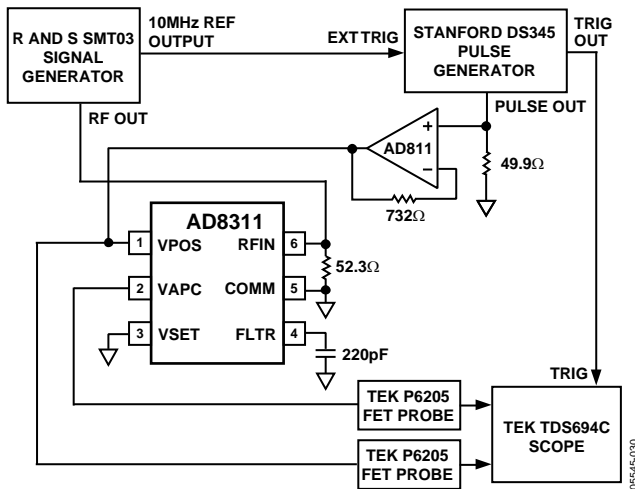 R AND S SMT03
SIGNAL
GENERATOR
10MHz REF
OUTPUT
EXT TRIG
STANFORD DS345
PULSE
GENERATOR
TRIG
OUT
RF OUT
PULSE OUT
+
AD811
−
49.9Ω
732Ω
AD8311
1 VPOS RFIN 6
52.3Ω
2 VAPC COMM 5
3 VSET FLTR 4
220pF
TRIG
TEK P6205
FET PROBE
TEK TDS694C
SCOPE
TEK P6205
FET PROBE
05545-030